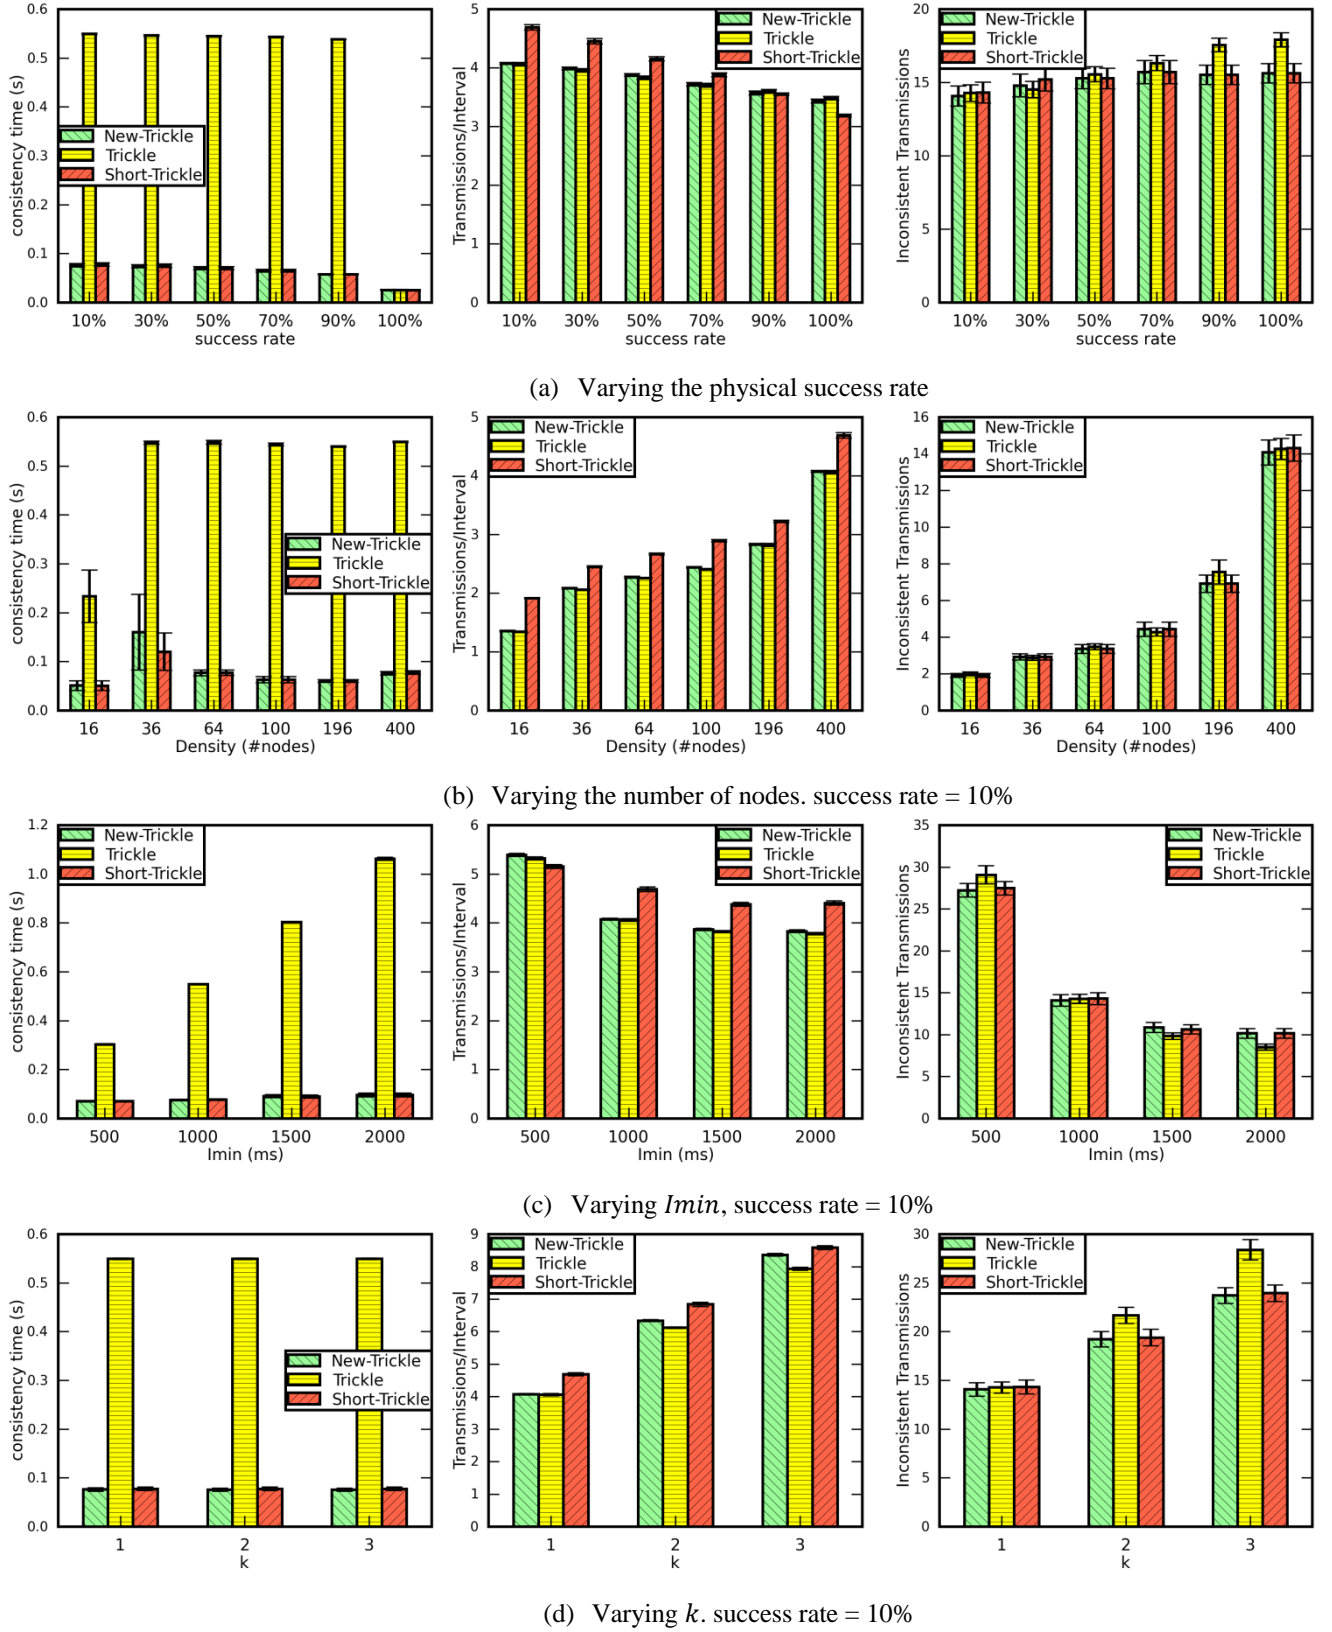 0.6
0.5
0.4
0.3
0.2
0.1
0.0
consistency time (s)
New-Trickle
Trickle
Short-Trickle
10% 30% 50% 70% 90% 100%
success rate
5
4
3
2
1
0
Transmissions/Interval
New-Trickle
Trickle
Short-Trickle
10% 30% 50% 70% 90% 100%
success rate
20
15
10
5
0
Inconsistent Transmissions
New-Trickle
Trickle
Short-Trickle
10% 30% 50% 70% 90% 100%
success rate
(a) Varying the physical success rate
0.6
0.5
0.4
0.3
0.2
0.1
0.0
consistency time (s)
New-Trickle
Trickle
Short-Trickle
16 36 64 100 196 400
Density (#nodes)
5
4
3
2
1
0
Transmissions/Interval
New-Trickle
Trickle
Short-Trickle
16 36 64 100 196 400
Density (#nodes)
16
14
12
10
8
6
4
2
0
Inconsistent Transmissions
New-Trickle
Trickle
Short-Trickle
16 36 64 100 196 400
Density (#nodes)
(b) Varying the number of nodes. success rate = 10%
1.2
1.0
0.8
0.6
0.4
0.2
0.0
consistency time (s)
New-Trickle
Trickle
Short-Trickle
500 1000 1500 2000
Imin (ms)
6
5
4
3
2
1
0
Transmissions/Interval
New-Trickle
Trickle
Short-Trickle
500 1000 1500 2000
Imin (ms)
35
30
25
20
15
10
5
0
Inconsistent Transmissions
New-Trickle
Trickle
Short-Trickle
500 1000 1500 2000
Imin (ms)
(c) Varying Imin, success rate = 10%
0.6
0.5
0.4
0.3
0.2
0.1
0.0
consistency time (s)
New-Trickle
Trickle
Short-Trickle
1 2 3
k
9
8
7
6
5
4
3
2
1
0
Transmissions/Interval
New-Trickle
Trickle
Short-Trickle
1 2 3
k
30
25
20
15
10
5
0
Inconsistent Transmissions
New-Trickle
Trickle
Short-Trickle
1 2 3
k
(d) Varying k. success rate = 10%